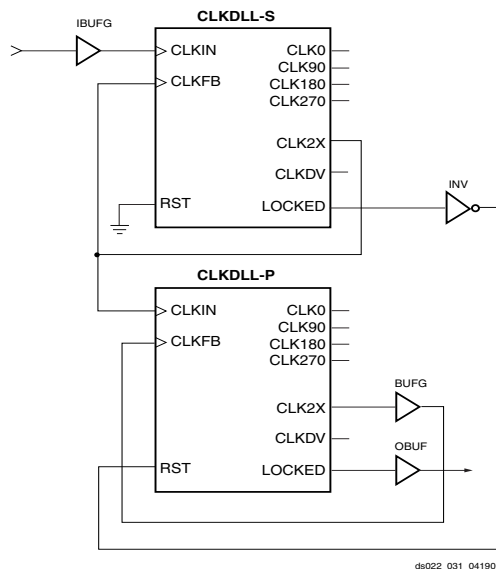 CLKDLL-S
IBUFG
CLKIN
CLKFB
RST
CLK0
CLK90
CLK180
CLK270
CLK2X
CLKDV
LOCKED
INV
CLKDLL-P
CLKIN
CLKFB
RST
CLK0
CLK90
CLK180
CLK270
CLK2X
CLKDV
LOCKED
BUFG
OBUF
ds022_031_04190